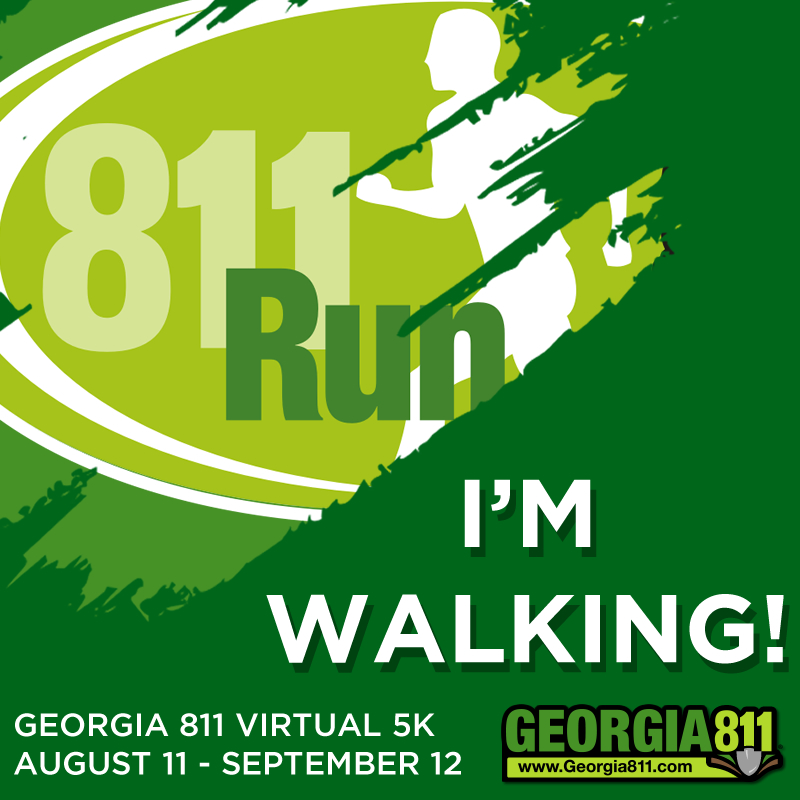 811
Run
I'M
WALKING!
GEORGIA 811 VIRTUAL 5K
AUGUST 11 - SEPTEMBER 12
GEORGIA811
www.Georgia811.com